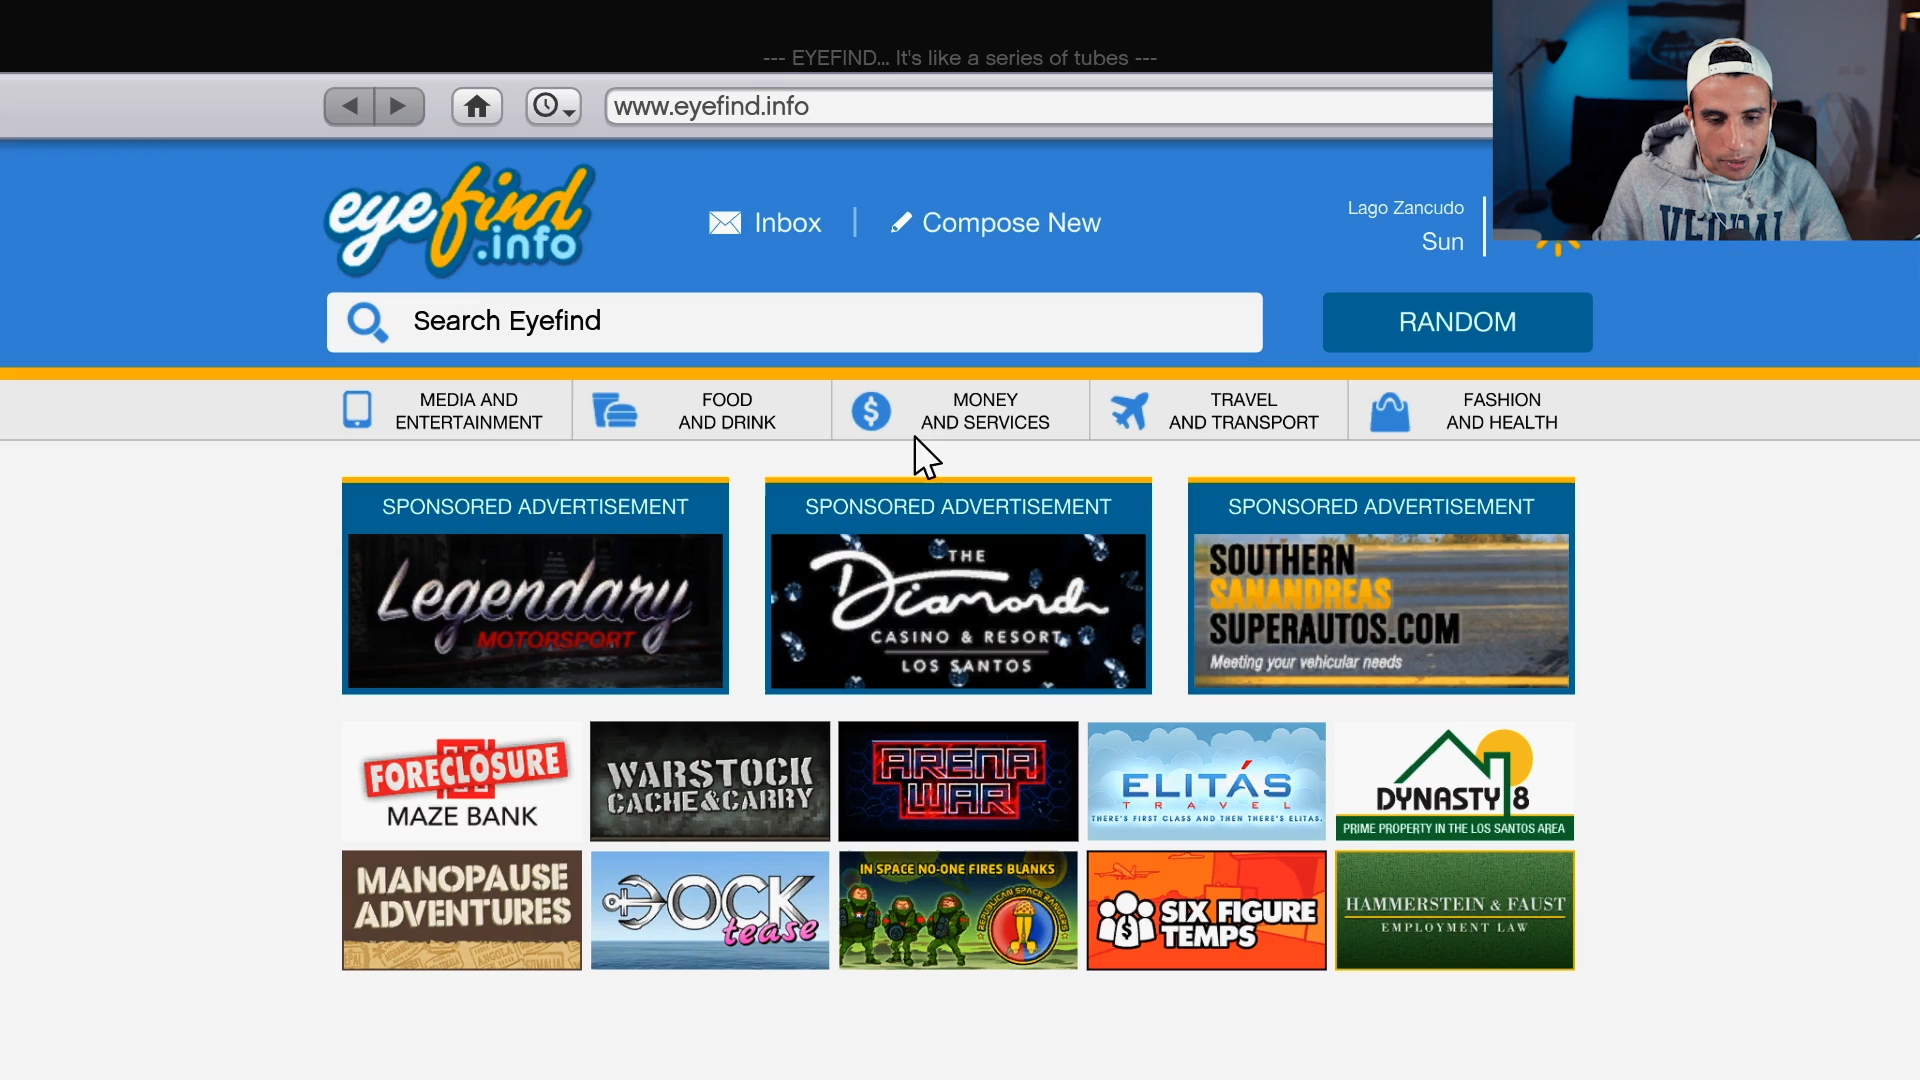 --- EYEFIND... It's like a series of tubes ---
www.eyefind.info
eyefind
.info
Inbox
Compose New
Lago Zancudo
Sun
Search Eyefind
RANDOM
MEDIA AND
ENTERTAINMENT
FOOD
AND DRINK
MONEY
AND SERVICES
TRAVEL
AND TRANSPORT
FASHION
AND HEALTH
SPONSORED ADVERTISEMENT
Legendary
MOTORSPORT
SPONSORED ADVERTISEMENT
THE
Diamond
CASINO & RESORT
LOS SANTOS
SPONSORED ADVERTISEMENT
SOUTHERN
SANANDREAS
SUPERAUTOS.COM
Meeting your vehicular needs
FORECLOSURE
MAZE BANK
WARSTOCK
CACHE&CARRY
ARENA
WAR
ELITÁS
TRAVEL
THERE'S FIRST CLASS AND THEN THERE'S ELITAS.
DYNASTY 8
PRIME PROPERTY IN THE LOS SANTOS AREA
MANOPAUSE
ADVENTURES
DOCK
tease
IN SPACE NO-ONE FIRES BLANKS
REPUBLICAN SPACE RANGERS
SIX FIGURE
TEMPS
HAMMERSTEIN & FAUST
EMPLOYMENT LAW